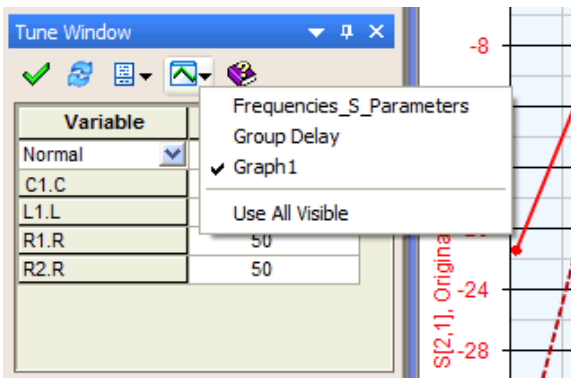 Tune Window
Variable
Normal
C1.C
L1.L
R1.R 50
R2.R 50
Frequencies_S_Parameters
Group Delay
Graph1
Use All Visible
-8
-24
-28
S[2,1], Origina